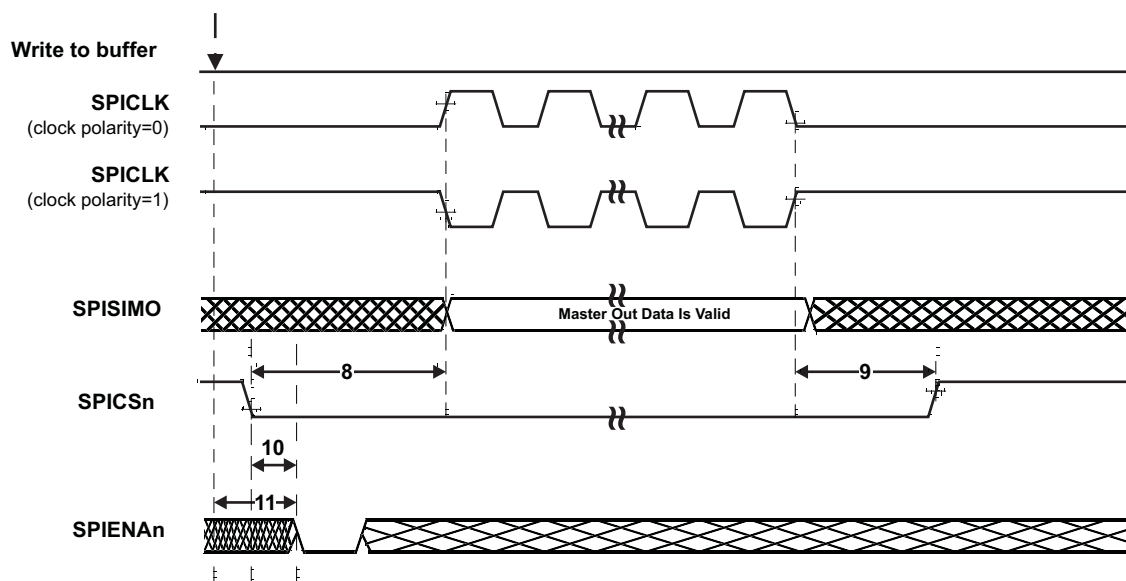 Write to buffer
SPICLK
(clock polarity=0)
SPICLK
(clock polarity=1)
SPISIMO
Master Out Data Is Valid
8
9
SPICSn
10
11
SPIENAn